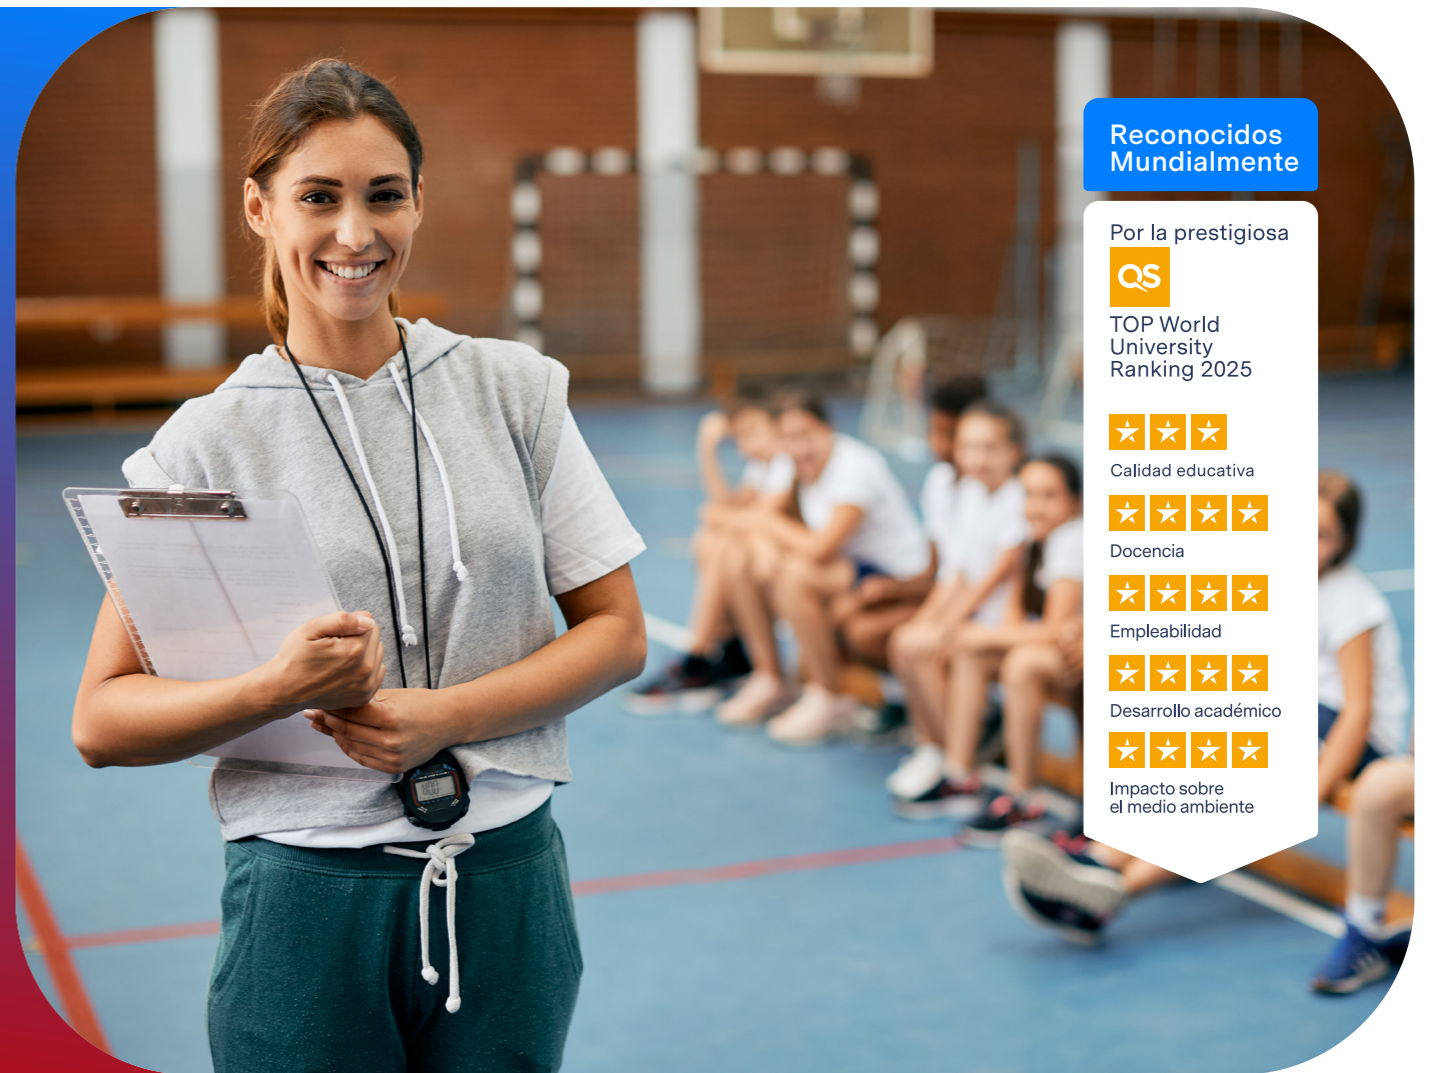 Reconocidos
Mundialmente
Por la prestigiosa
QS
TOP World
University
Ranking 2025
Calidad educativa
Docencia
Empleabilidad
Desarrollo académico
Impacto sobre
el medio ambiente